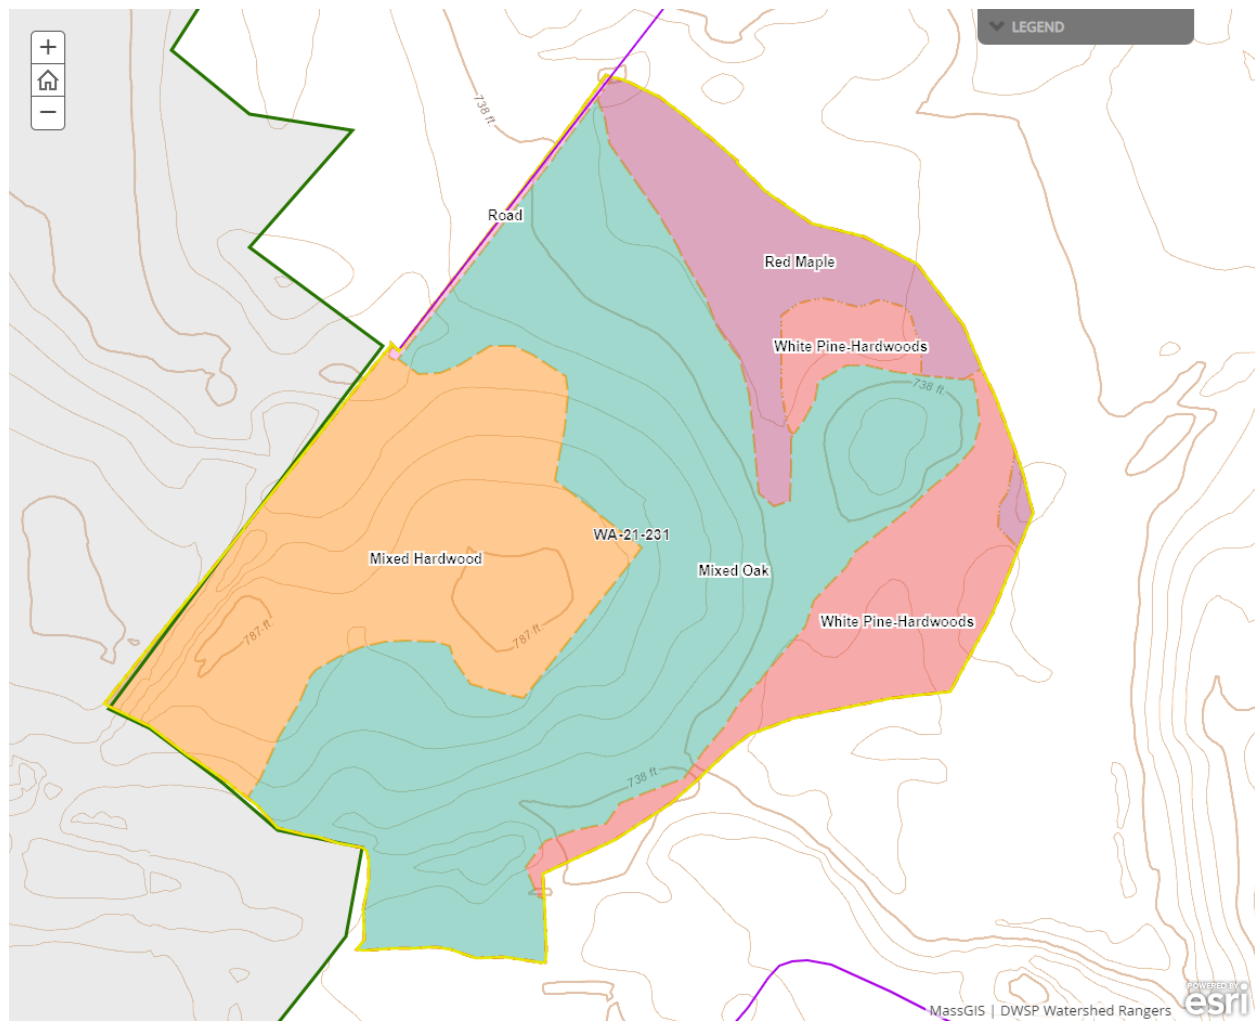 +
−
LEGEND
738 ft
Road
Red Maple
White Pine-Hardwoods
738 ft
WA-21-231
Mixed Hardwood
Mixed Oak
787 ft
787 ft
White Pine-Hardwoods
738 ft
MassGIS | DWSP Watershed Rangers
POWERED BY
esri